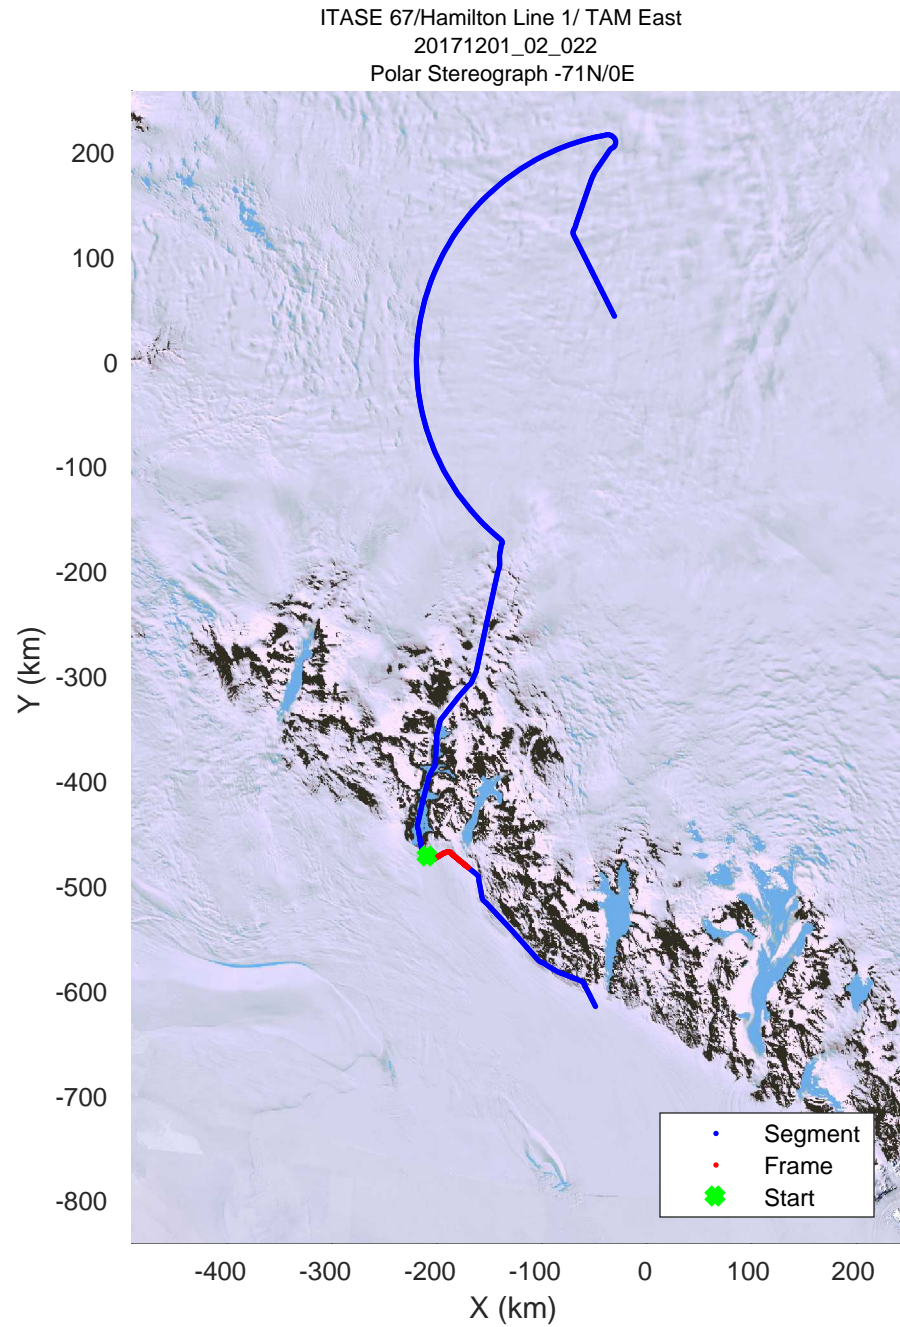 ITASE 67/Hamilton Line 1/ TAM East
20171201_02_022
Polar Stereograph -71N/0E
200
100
0
-100
-200
-300
-400
-500
-600
-700
-800
Y (km)
Segment
Frame
Start
-400
-300
-200
-100
0
100
200
X (km)